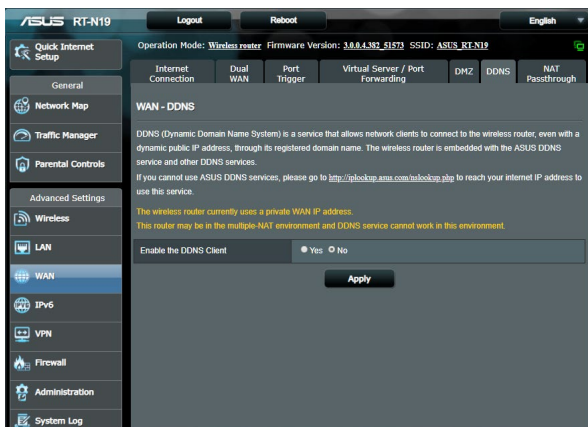 ASUS RT-N19 Logout Reboot English
Quick Internet Setup
Operation Mode: Wireless router Firmware Version: 3.0.0.4.382_51573 SSID: ASUS_RT-N19
Internet Connection Dual WAN Port Trigger Virtual Server / Port Forwarding DMZ DDNS NAT Passthrough
General
Network Map
Traffic Manager
Parental Controls
Advanced Settings
Wireless
LAN
WAN
IPv6
VPN
Firewall
Administration
System Log
WAN - DDNS
DDNS (Dynamic Domain Name System) is a service that allows network clients to connect to the wireless router, even with a
dynamic public IP address, through its registered domain name. The wireless router is embedded with the ASUS DDNS
service and other DDNS services.
If you cannot use ASUS DDNS services, please go to http://iplookup.asus.com/nslookup.php to reach your internet IP address to
use this service.
The wireless router currently uses a private WAN IP address.
This router may be in the multiple-NAT environment and DDNS service cannot work in this environment.
Enable the DDNS Client Yes No
Apply